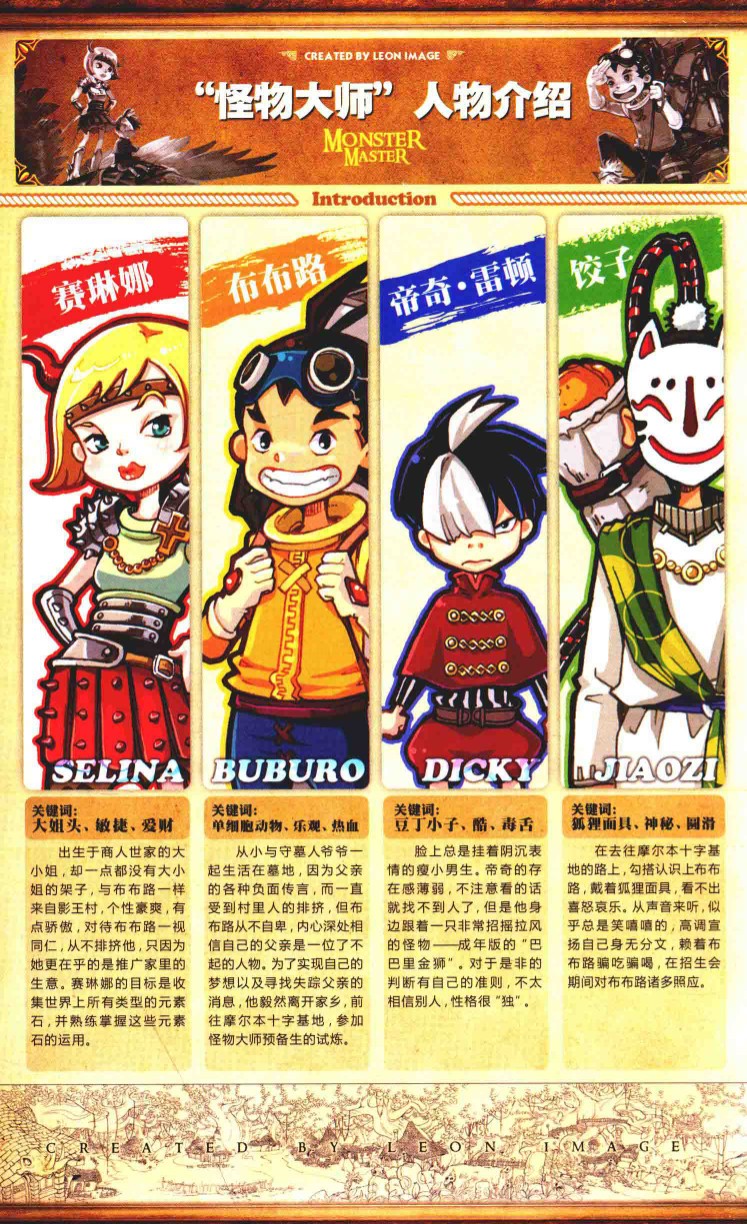 CREATED BY LEON IMAGE
“怪物大师”人物介绍
MONSTER
MASTER
Introduction
赛琳娜
SELINA
关键词：
大姐头、敏捷、爱财
出生于商人世家的大
小姐，却一点都没有大小
姐的架子，与布布路一样
来自影王村，个性豪爽，有
点骄傲，对待布布路一视
同仁，从不排挤他，只因为
她更在乎的是推广家里的
生意。赛琳娜的目标是收
集世界上所有类型的元素
石，并熟练掌握这些元素
石的运用。
布布路
BUBURO
关键词：
单细胞动物、乐观、热血
从小与守墓人爷爷一
起生活在墓地，因为父亲
的各种负面传言，而一直
受到村里人的排挤，但布
布路从不自卑，内心深处相
信自己的父亲是一位了不
起的人物。为了实现自己的
梦想以及寻找失踪父亲的
消息，他毅然离开家乡，前
往摩尔本十字基地，参加
怪物大师预备生的试炼。
帝奇·雷顿
DICKY
关键词：
豆丁小子、酷、毒舌
脸上总是挂着阴沉表
情的瘦小男生。帝奇的存
在感薄弱，不注意看的话
就找不到人了，但是他身
边跟着一只非常招摇拉风
的怪物——成年版的“巴
巴里金狮”。对于是非的
判断有自己的准则，不太
相信别人，性格很“独”。
饺子
JIAOZI
关键词：
狐狸面具、神秘、圆滑
在去往摩尔本十字基
地的路上，勾搭认识上布布
路，戴着狐狸面具，看不出
喜怒哀乐。从声音来听，似
乎总是笑嘻嘻的，高调宣
扬自己身无分文，赖着布
布路骗吃骗喝，在招生会
期间对布布路诸多照应。
CREATED BY LEON IMAGE